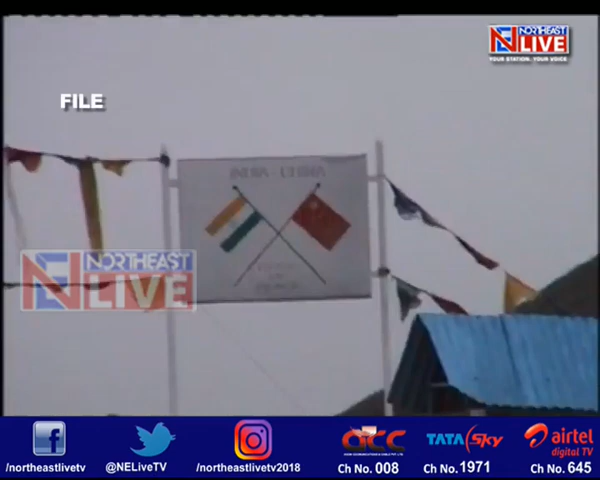 NORTHEAST
LIVE
YOUR STATION. YOUR VOICE
FILE
INDIA - CHINA
NORTHEAST
LIVE
/northeastlivetv
@NELiveTV
/northeastlivetv2018
acc
Ch No. 008
TATA Sky
Ch No. 1971
airtel
digital TV
Ch No. 645